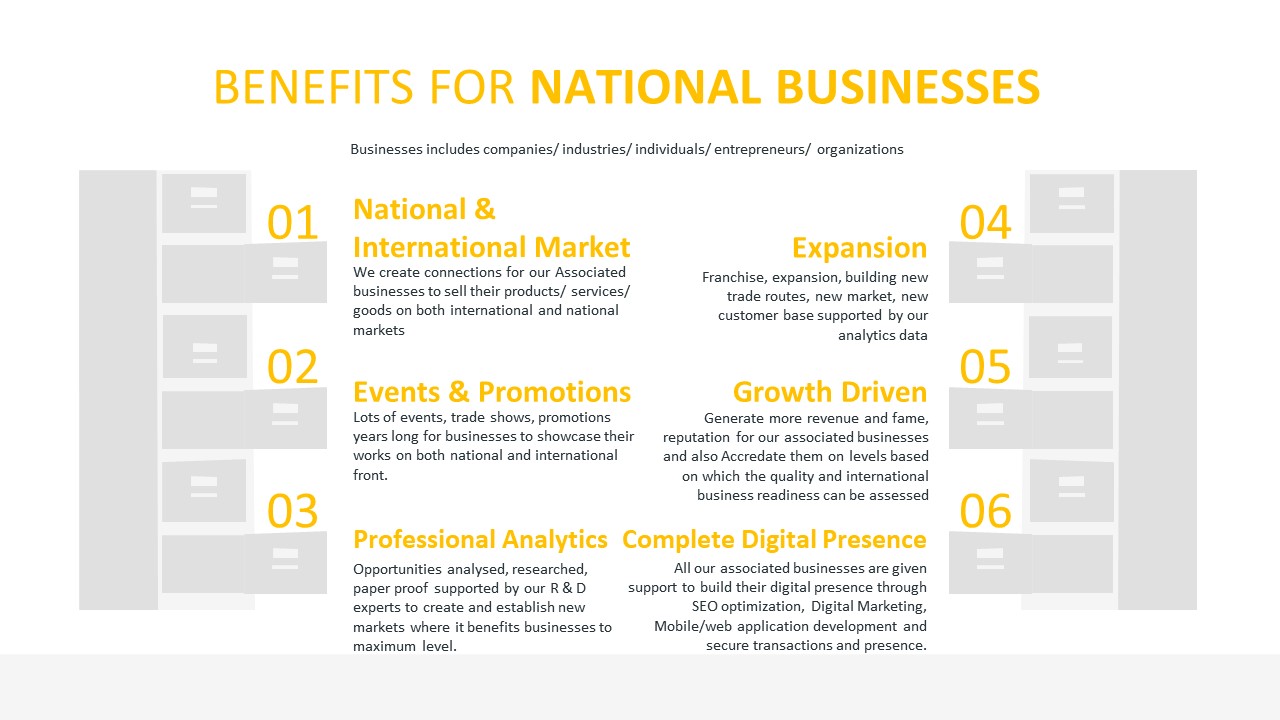 BENEFITS FOR NATIONAL BUSINESSES
Businesses includes companies/ industries/ individuals/ entrepreneurs/ organizations
01
National &
International Market
We create connections for our Associated
businesses to sell their products/ services/
goods on both international and national
markets
02
Events & Promotions
Lots of events, trade shows, promotions
years long for businesses to showcase their
works on both national and international
front.
03
Professional Analytics
Opportunities analysed, researched,
paper proof supported by our R & D
experts to create and establish new
markets where it benefits businesses to
maximum level.
04
Expansion
Franchise, expansion, building new
trade routes, new market, new
customer base supported by our
analytics data
05
Growth Driven
Generate more revenue and fame,
reputation for our associated businesses
and also Accredate them on levels based
on which the quality and international
business readiness can be assessed
06
Complete Digital Presence
All our associated businesses are given
support to build their digital presence through
SEO optimization, Digital Marketing,
Mobile/web application development and
secure transactions and presence.